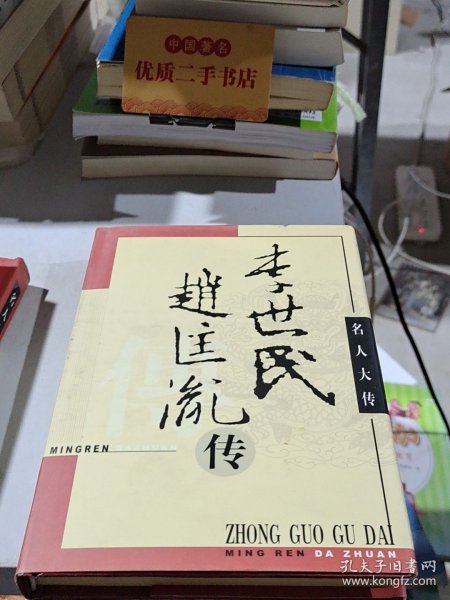 中国著名
优质二手书店
李世民
趙匡胤
传
名人大传
傳
MINGREN DAZHUAN
ZHONG GUO GU DAI
MING REN DA ZHUAN
孔夫子旧书网
www.kongfz.com